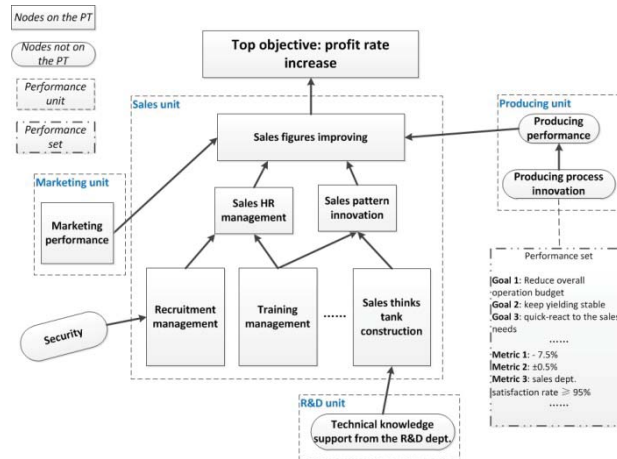 Nodes on the PT
Nodes not on
the PT
Performance
unit
Performance
set
Top objective: profit rate
increase
Sales unit
Sales figures improving
Producing unit
Producing
performance
Producing process
innovation
Marketing unit
Marketing
performance
Sales HR
management
Sales pattern
innovation
Recruitment
management
Training
management
......
Sales thinks
tank
construction
Security
R&D unit
Technical knowledge
support from the R&D dept.
Performance set
Goal 1: Reduce overall
operation budget
Goal 2: keep yielding stable
Goal 3: quick-react to the sales
needs
......
Metric 1: - 7.5%
Metric 2: ±0.5%
Metric 3: sales dept.
satisfaction rate ≥ 95%
......